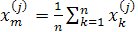 $x_m^{(j)} = \frac{1}{n} \sum_{k=1}^{n} x_k^{(j)}$